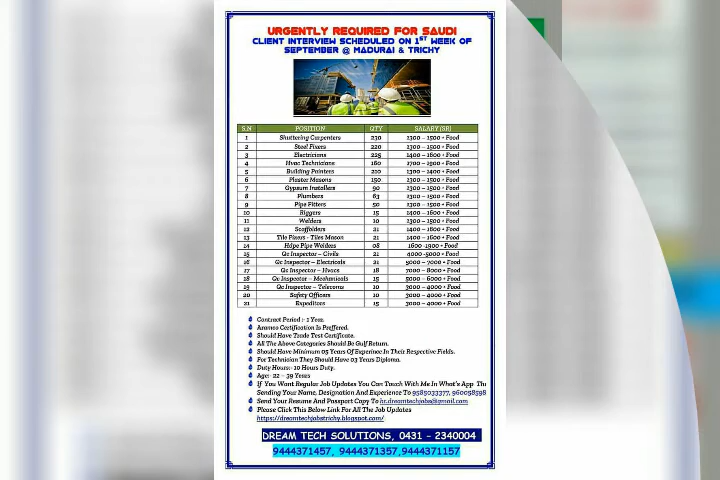 URGENTLY REQUIRED FOR SAUDI
CLIENT INTERVIEW SCHEDULED ON 1ST WEEK OF
SEPTEMBER @ MADURAI & TRICHY
S.N POSITION QTY SALARY(SR)
1 Shuttering Carpenters 230 1300 – 1500 + Food
2 Steel Fixers 220 1300 – 1500 + Food
3 Electricians 225 1400 – 1600 + Food
4 Hvac Technicians 160 1700 – 1900 + Food
5 Building Painters 210 1300 – 1400 + Food
6 Plaster Masons 150 1300 – 1500 + Food
7 Gypsum Installers 90 1300 – 1500 + Food
8 Plumbers 63 1300 – 1500 + Food
9 Pipe Fitters 50 1300 – 1500 + Food
10 Riggers 15 1400 – 1600 + Food
11 Welders 10 1300 – 1500 + Food
12 Scaffolders 21 1400 – 1600 + Food
13 Tile Fixers - Tiles Mason 21 1400 – 1600 + Food
14 Hdpe Pipe Welders 08 1600 -1900 + Food
15 Qc Inspector – Civils 21 4000 -5000 + Food
16 Qc Inspector – Electricals 21 5000 – 7000 + Food
17 Qc Inspector – Hvacs 18 7000 – 8000 + Food
18 Qc Inspector – Mechanicals 15 5000 – 6000 + Food
19 Qc Inspector – Telecoms 10 3000 – 4000 + Food
20 Safety Officers 10 3000 – 4000 + Food
21 Expeditors 15 3000 – 4000 + Food
Contract Period :- 1 Year.
Aramco Certification Is Preffered.
Should Have Trade Test Certificate.
All The Above Categories Should Be Gulf Return.
Should Have Minimum 05 Years Of Experince In Their Respective Fields.
For Technician They Should Have 03 Years Diploma.
Duty Hours:- 10 Hours Duty.
Age:- 22 – 39 Years
If You Want Regular Job Updates You Can Touch With Me In What's App Thu
Sending Your Name, Designation And Experience To 9585033377, 960058598
Send Your Resume And Passport Copy To hr.dreamtechjobs@gmail.com
Please Click This Below Link For All The Job Updates
https://dreamtechjobstrichy.blogspot.com/
DREAM TECH SOLUTIONS, 0431 – 2340004
9444371457, 9444371357,9444371157